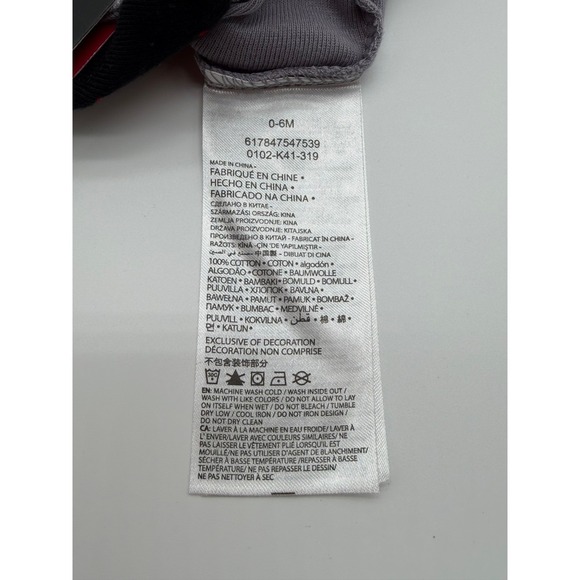 0-6M
617847547539
0102-K41-319
MADE IN CHINA •
FABRIQUÉ EN CHINE •
HECHO EN CHINA •
FABRICADO NA CHINA •
СДЕЛАНО В КИТАЕ •
SZÁRMAZÁSI ORSZÁG: KINA
ZEMLJA PROIZVODNJE: KINA
DRŽAVA PROIZVODNJE: KITAJSKA
ПРОИЗВЕДЕНО В КИТАЙ • FABRICAT ÎN CHINA •
RAŽOTS: ĶĪNĀ •ÇİN 'DE YAPILMIŞTIR •
صنع في الصين • 中国製 • DIBUAT DI CINA
100% COTTON • COTON • algodón •
ALGODÃO • COTONE • BAUMWOLLE
KATOEN • BAMBAKI • BOMULD • BOMULL •
PUUVILLA • ХЛОПОК • BAVLNA •
BAWEŁNA • PAMUT • PAMUK • BOMBAŽ •
ПАМУК • BUMBAC • MEDVILNĖ •
PUUVILL • KOKVILNA • قطن • 棉 • 綿 •
면 • KATUN •
EXCLUSIVE OF DECORATION
DÉCORATION NON COMPRISE
不包含装饰部分
EN: MACHINE WASH COLD / WASH INSIDE OUT /
WASH WITH LIKE COLORS / DO NOT ALLOW TO LAY
ON ITSELF WHEN WET / DO NOT BLEACH / TUMBLE
DRY LOW / COOL IRON / DO NOT IRON DESIGN /
DO NOT DRY CLEAN
CA: LAVER À LA MACHINE EN EAU FROIDE/ LAVER À
L' ENVER/LAVER AVEC COULEURS SIMILAIRES/ NE
PAS LAISSER LE VÊTEMENT PLIÉ LORSQU'IL EST
MOUILLÉ/NE PAS UTILISER D'AGENT DE BLANCHIMENT/
SÉCHER À BASSE TEMPÉRATURE/REPASSER À BASSE
TEMPÉRATURE/ NE PAS REPASSER LE DESSIN/
NE PAS NETTOYER À SEC